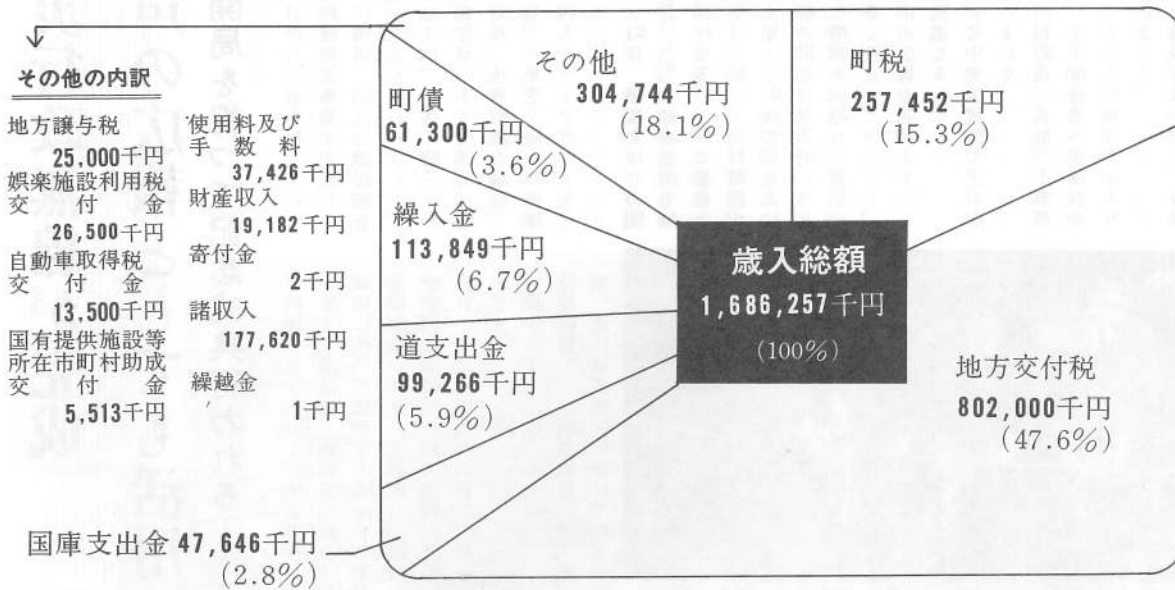 その他の内訳
地方譲与税
25,000千円
娯楽施設利用税
交付金
26,500千円
自動車取得税
交付金
13,500千円
国有提供施設等
所在市町村助成
交付金
5,513千円
使用料及び
手数料
37,426千円
財産収入
19,182千円
寄付金
2千円
諸収入
177,620千円
繰越金
1千円
その他
304,744千円
(18.1%)
町税
257,452千円
(15.3%)
町債
61,300千円
(3.6%)
繰入金
113,849千円
(6.7%)
歳入総額
1,686,257千円
(100%)
道支出金
99,266千円
(5.9%)
地方交付税
802,000千円
(47.6%)
国庫支出金 47,646千円
(2.8%)